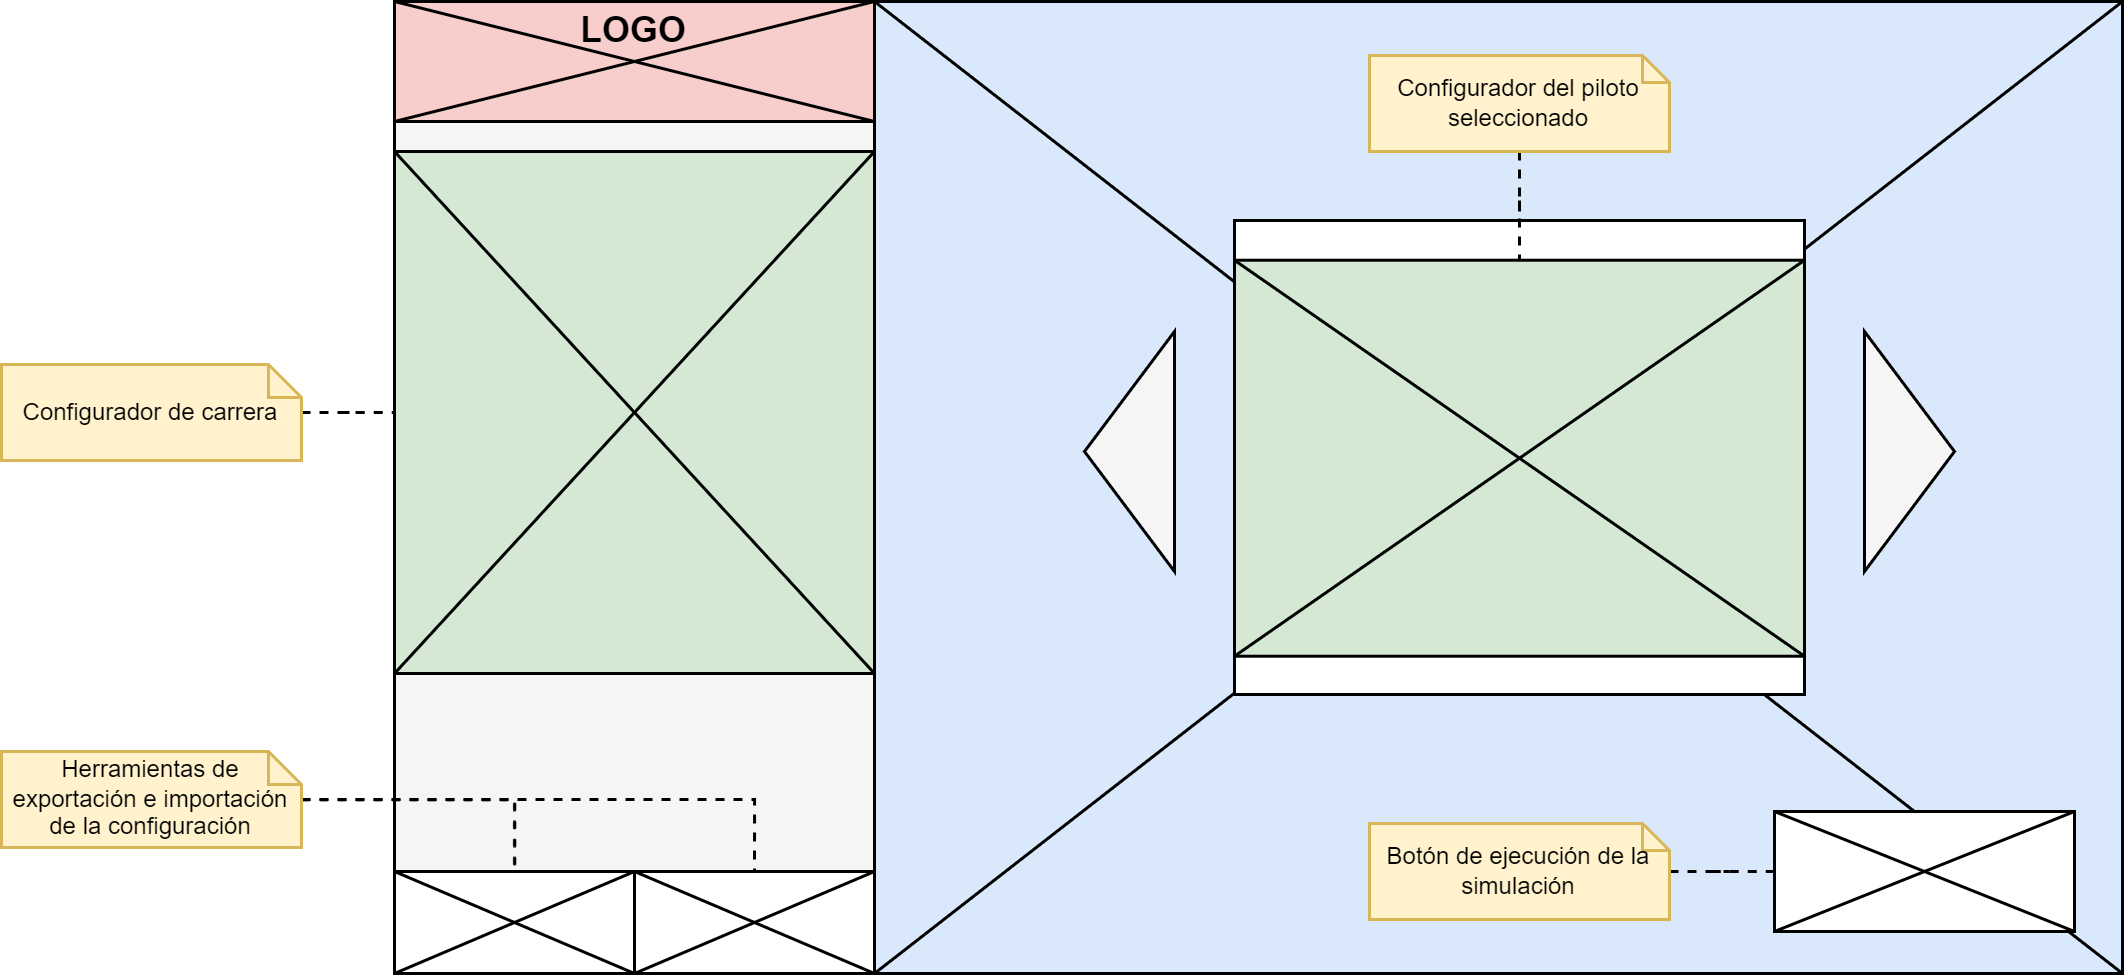 LOGO
Configurador del piloto
seleccionado
Configurador de carrera
Herramientas de
exportación e importación
de la configuración
Botón de ejecución de la
simulación